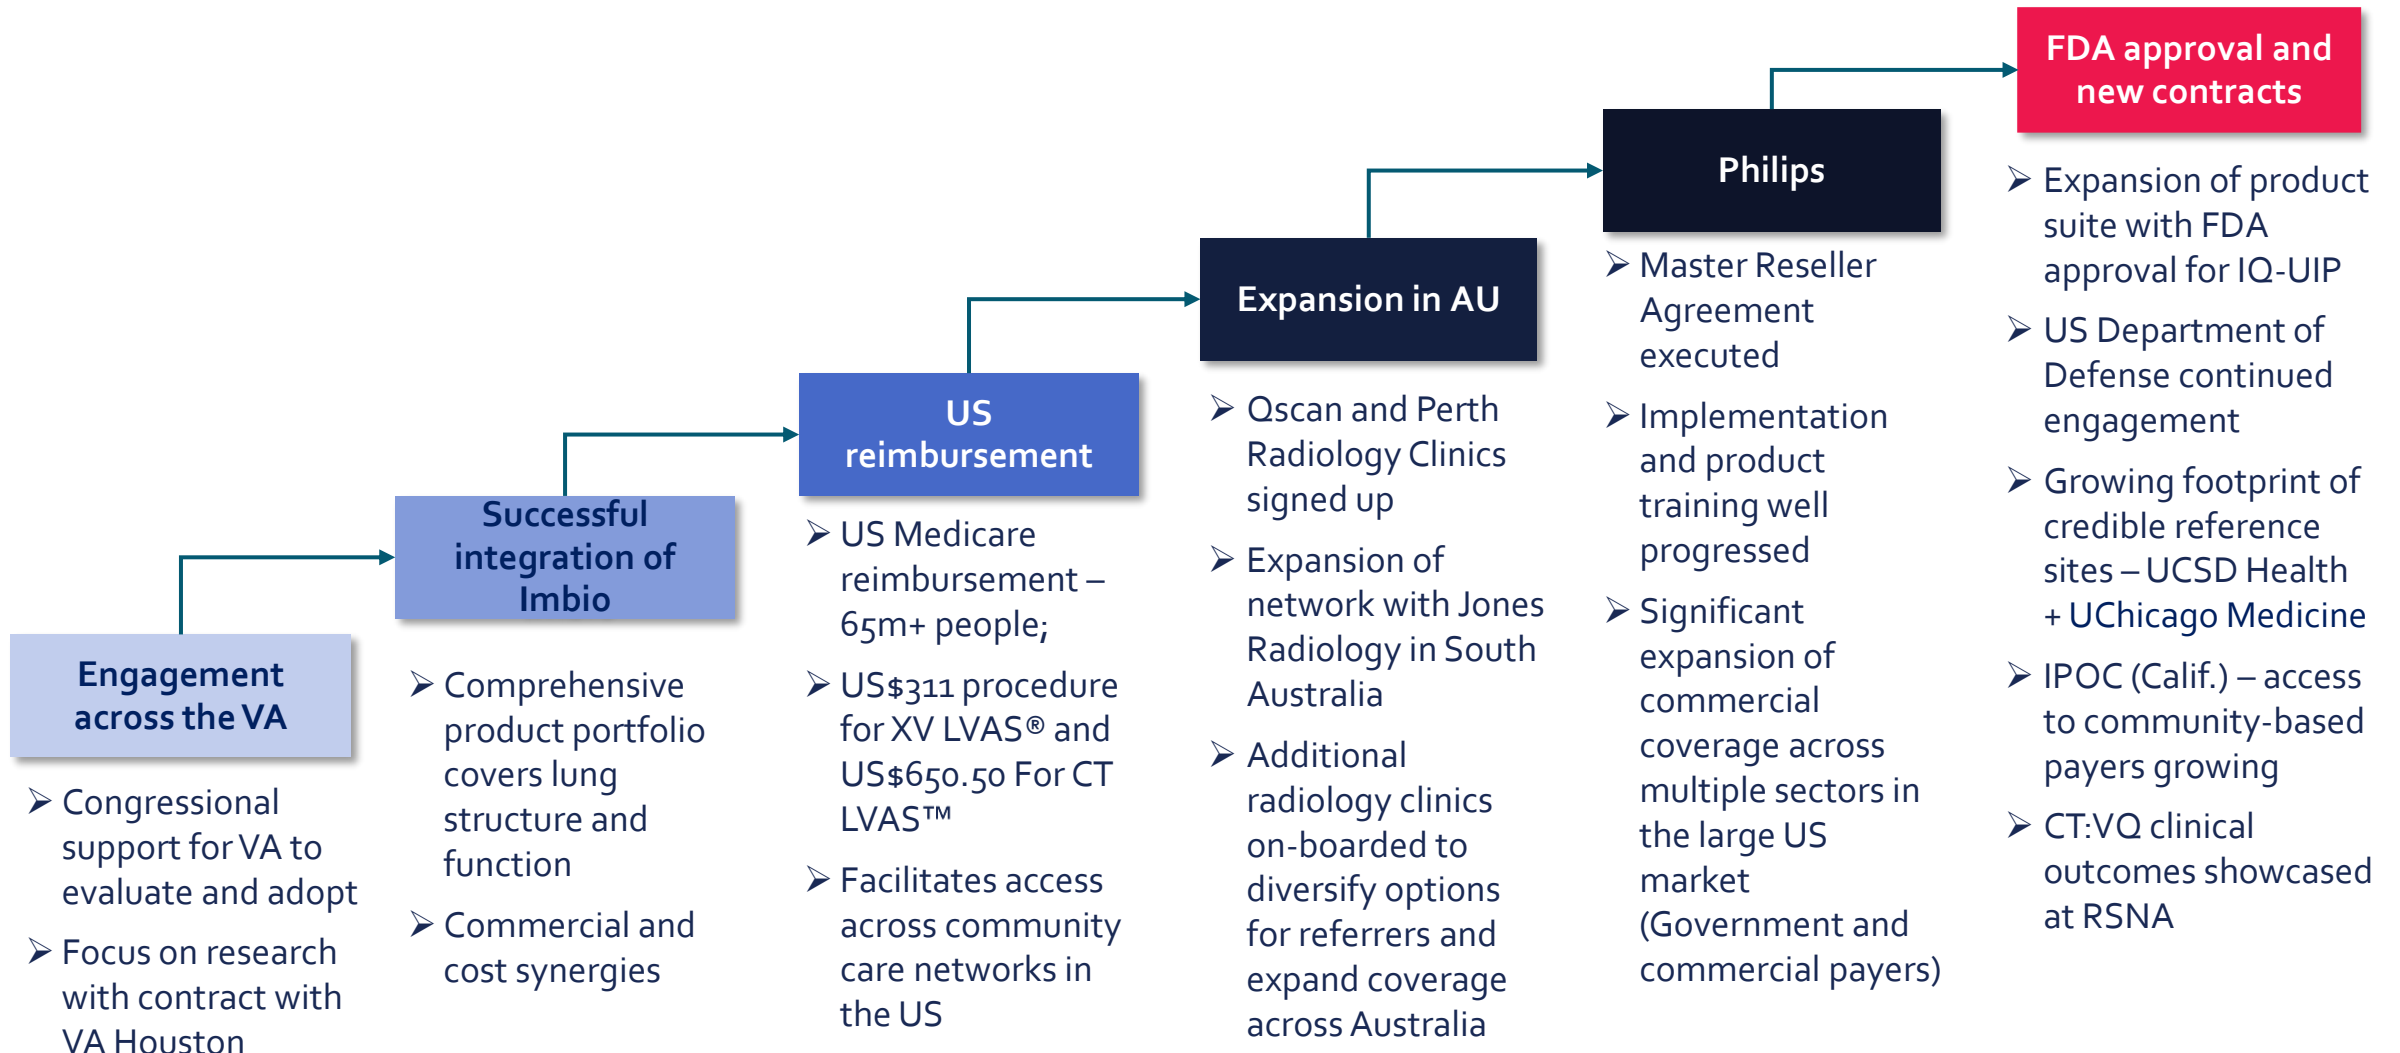 Engagement
across the VA
➢ Congressional
support for VA to
evaluate and adopt
➢ Focus on research
with contract with
VA Houston
Successful
integration of
Imbio
➢ Comprehensive
product portfolio
covers lung
structure and
function
➢ Commercial and
cost synergies
US
reimbursement
➢ US Medicare
reimbursement –
65m+ people;
➢ US$311 procedure
for XV LVAS® and
US$650.50 For CT
LVAS™
➢ Facilitates access
across community
care networks in
the US
Expansion in AU
➢ Qscan and Perth
Radiology Clinics
signed up
➢ Expansion of
network with Jones
Radiology in South
Australia
➢ Additional
radiology clinics
on-boarded to
diversify options
for referrers and
expand coverage
across Australia
Philips
➢ Master Reseller
Agreement
executed
➢ Implementation
and product
training well
progressed
➢ Significant
expansion of
commercial
coverage across
multiple sectors in
the large US
market
(Government and
commercial payers)
FDA approval and
new contracts
➢ Expansion of product
suite with FDA
approval for IQ-UIP
➢ US Department of
Defense continued
engagement
➢ Growing footprint of
credible reference
sites – UCSD Health
+ UChicago Medicine
➢ IPOC (Calif.) – access
to community-based
payers growing
➢ CT:VQ clinical
outcomes showcased
at RSNA